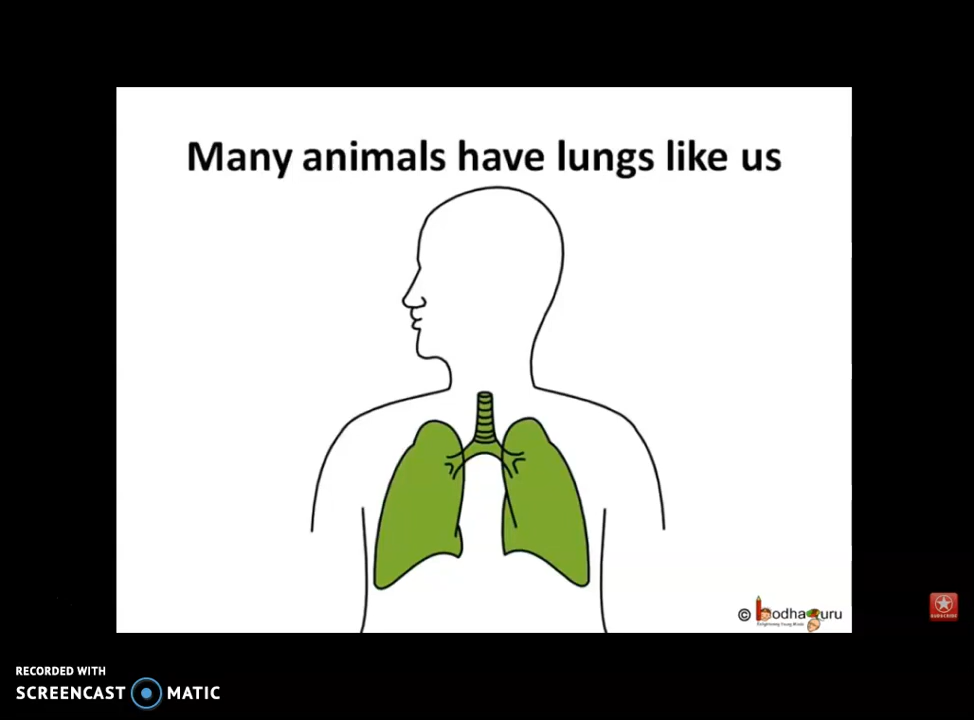 Many animals have lungs like us
© BodhaGuru
RECORDED WITH
SCREENCAST MATIC